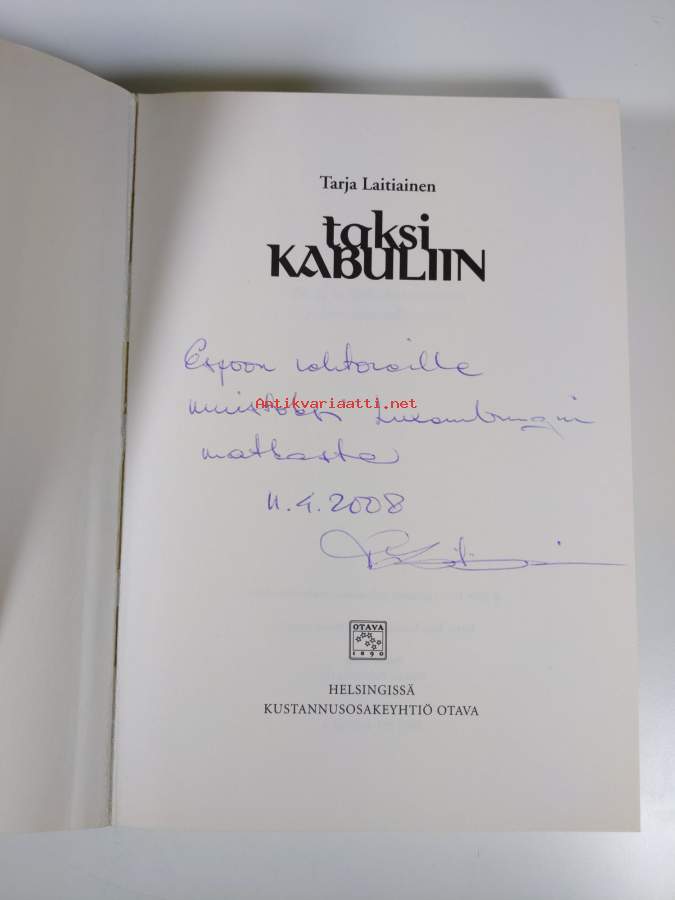 Tarja Laitiainen
taksi
KABULIIN
Espoon rehtoreille
Antikvariaatti.net
muistoksi Luxemburgin
matkasta
11.4.2008
OTAVA
1890
HELSINGISSÄ
KUSTANNUSOSAKEYHTIÖ OTAVA